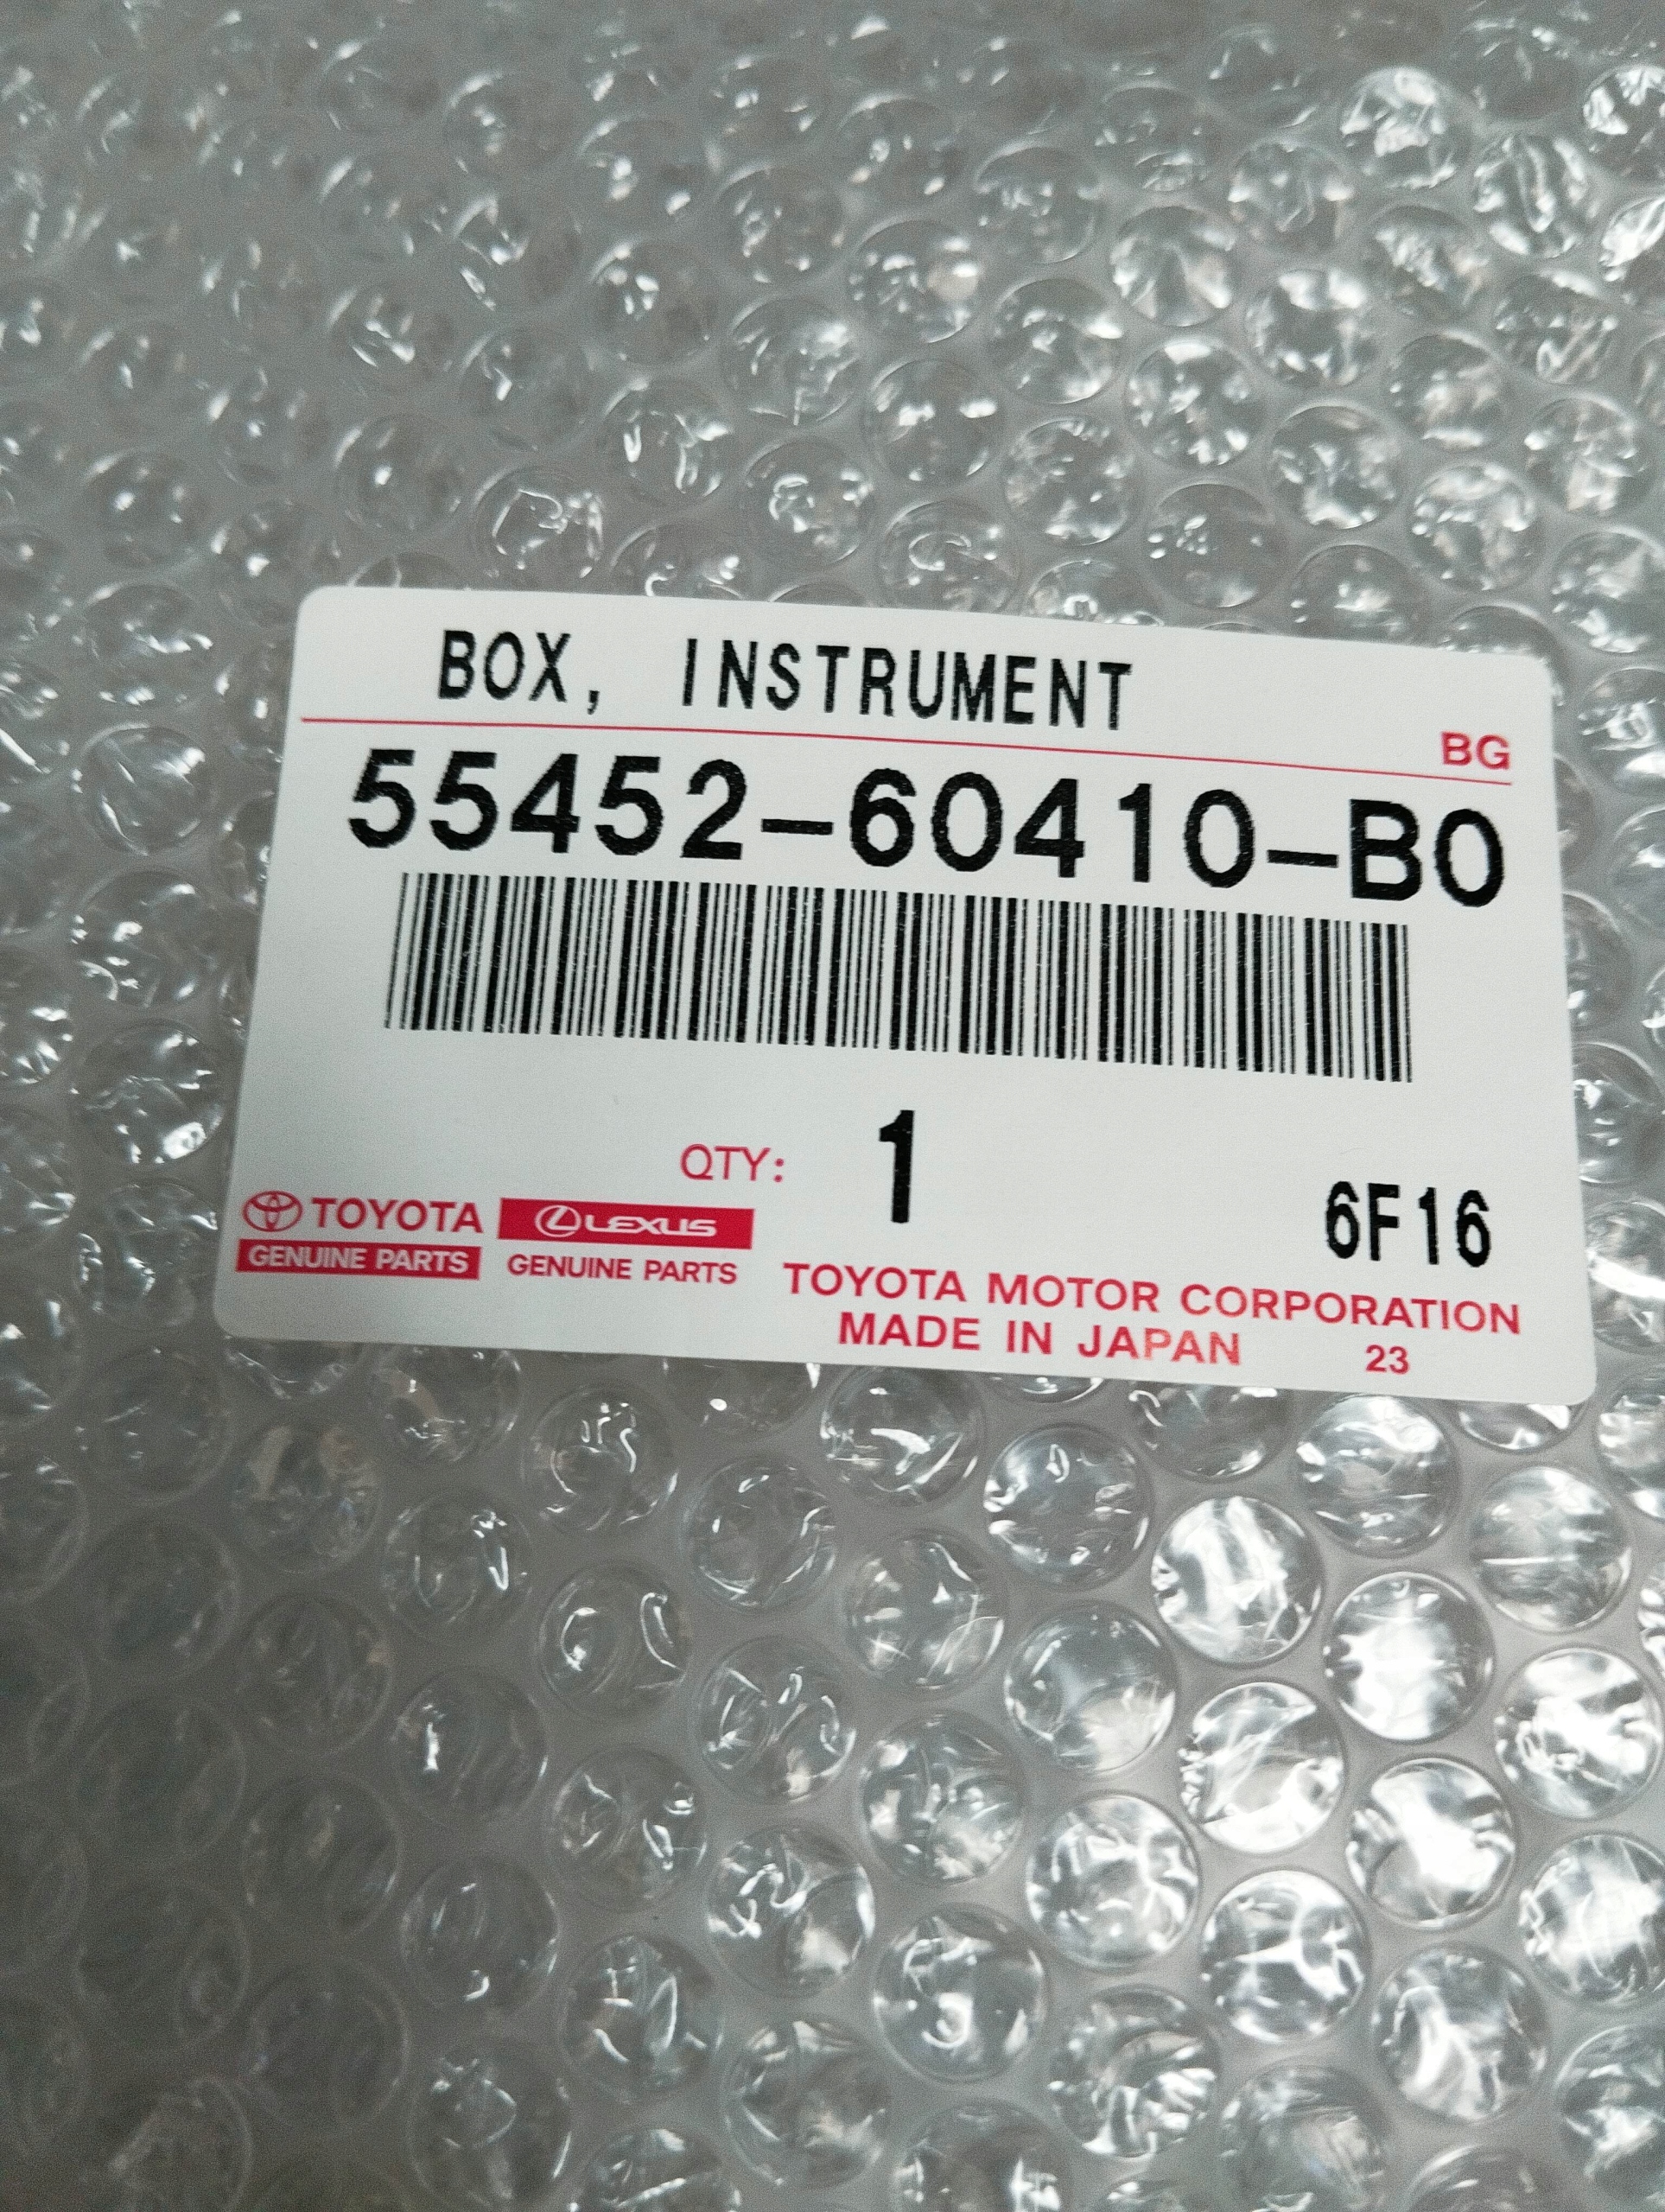 BOX, INSTRUMENT
BG
55452-60410-B0
QTY: 1
6F16
TOYOTA LEXUS
GENUINE PARTS GENUINE PARTS
TOYOTA MOTOR CORPORATION
MADE IN JAPAN 23